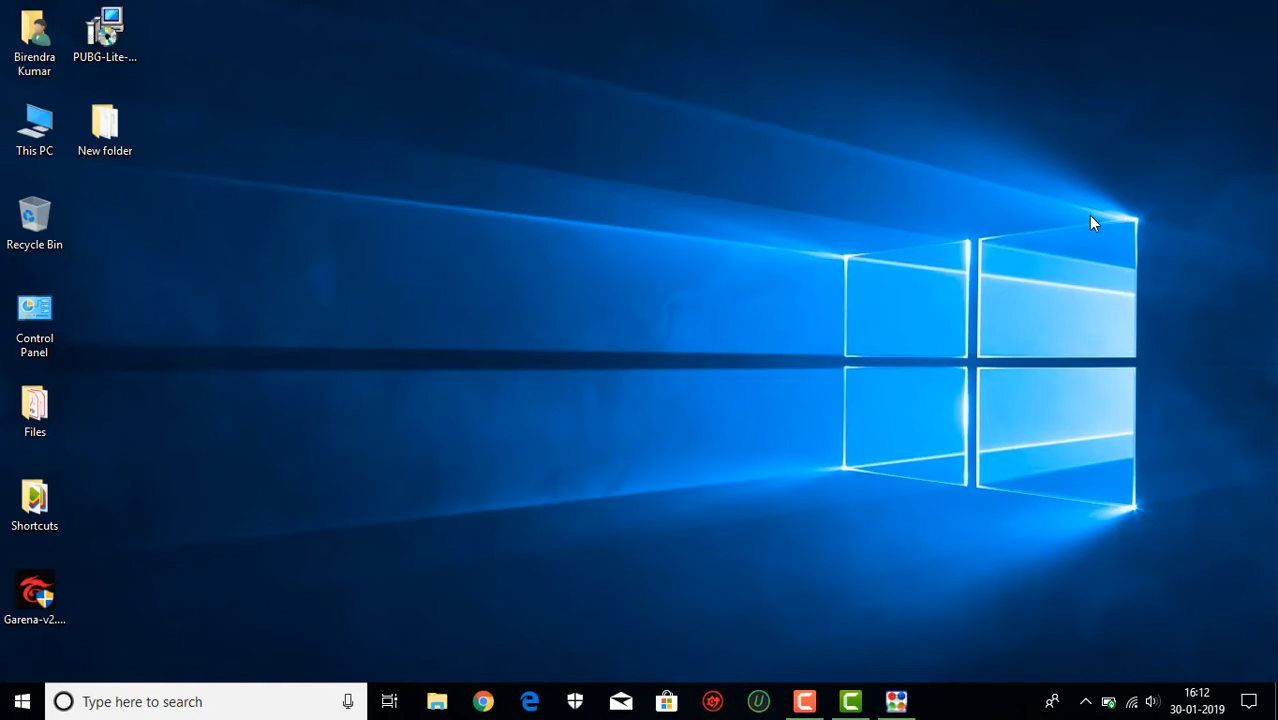 Birendra
Kumar
PUBG-Lite-...
This PC
New folder
Recycle Bin
Control
Panel
Files
Shortcuts
Garena-v2....
Type here to search
16:12
30-01-2019